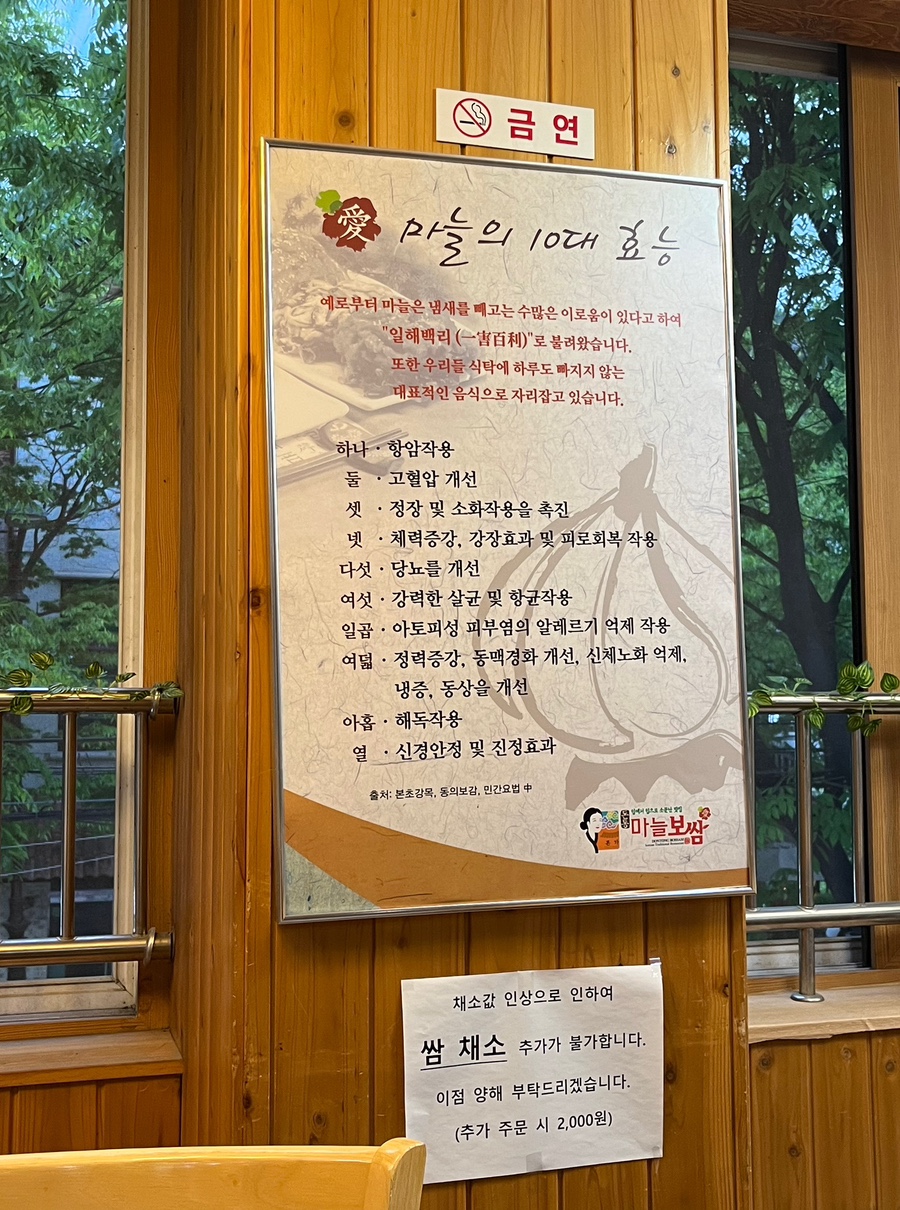 금연
愛
마늘의 10대 효능
예로부터 마늘은 냄새를 빼고는 수많은 이로움이 있다고 하여
"일해백리 (一害百利)"로 불려왔습니다.
또한 우리들 식탁에 하루도 빠지지 않는
대표적인 음식으로 자리잡고 있습니다.
하나 · 항암작용
둘 · 고혈압 개선
셋 · 정장 및 소화작용을 촉진
넷 · 체력증강, 강장효과 및 피로회복 작용
다섯 · 당뇨를 개선
여섯 · 강력한 살균 및 항균작용
일곱 · 아토피성 피부염의 알레르기 억제 작용
여덟 · 정력증강, 동맥경화 개선, 신체노화 억제,
냉증, 동상을 개선
아홉 · 해독작용
열 · 신경안정 및 진정효과
출처: 본초강목, 동의보감, 민간요법 中
마늘보쌈
채소값 인상으로 인하여
쌈 채소 추가가 불가합니다.
이점 양해 부탁드리겠습니다.
(추가 주문 시 2,000원)